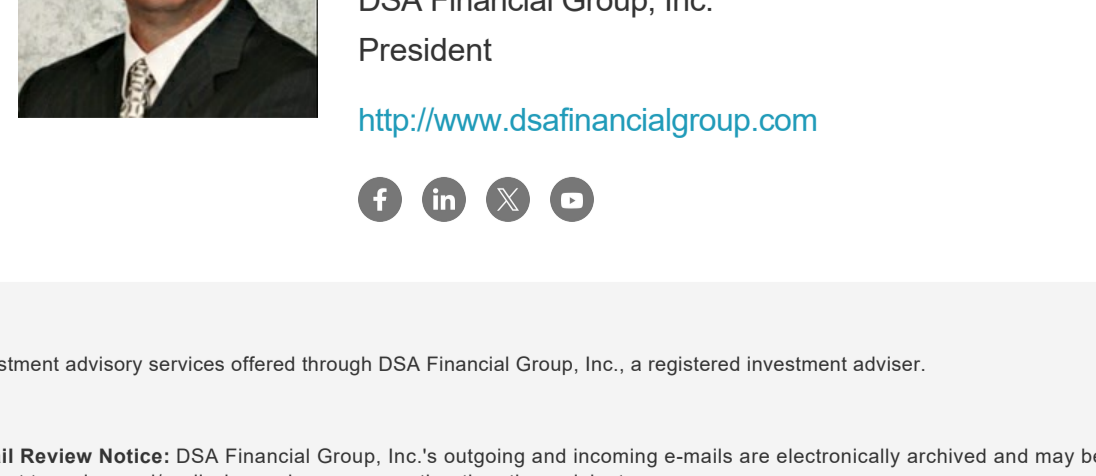 DSA Financial Group, Inc.
President
http://www.dsafinancialgroup.com
stment advisory services offered through DSA Financial Group, Inc., a registered investment adviser.
il Review Notice: DSA Financial Group, Inc.'s outgoing and incoming e-mails are electronically archived and may be